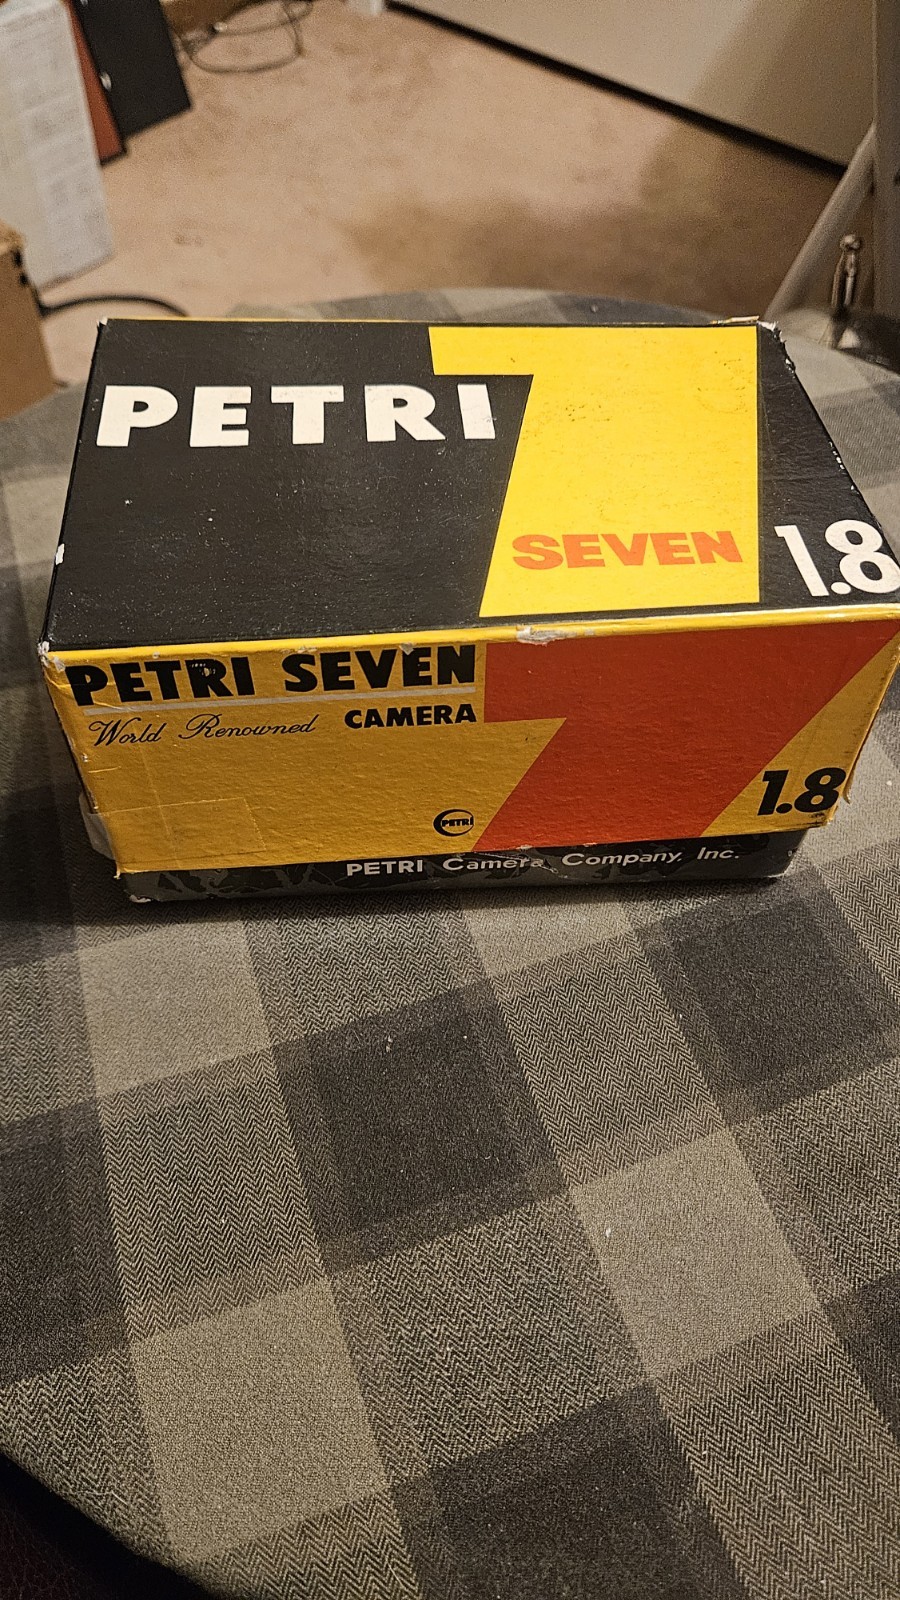 PETRI
SEVEN
1.8
PETRI SEVEN
World Renowned CAMERA
1.8
PETRI
PETRI Camera Company, Inc.